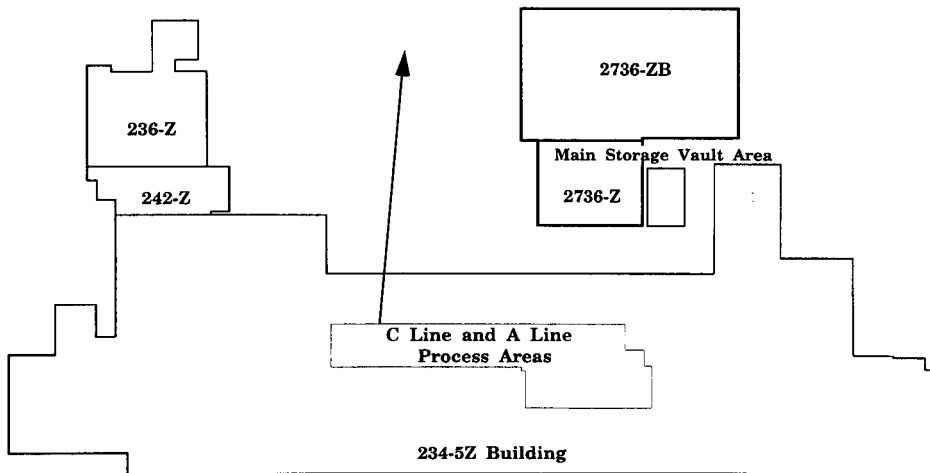 2736-ZB
236-Z
Main Storage Vault Area
242-Z
2736-Z
C Line and A Line
Process Areas
234-5Z Building